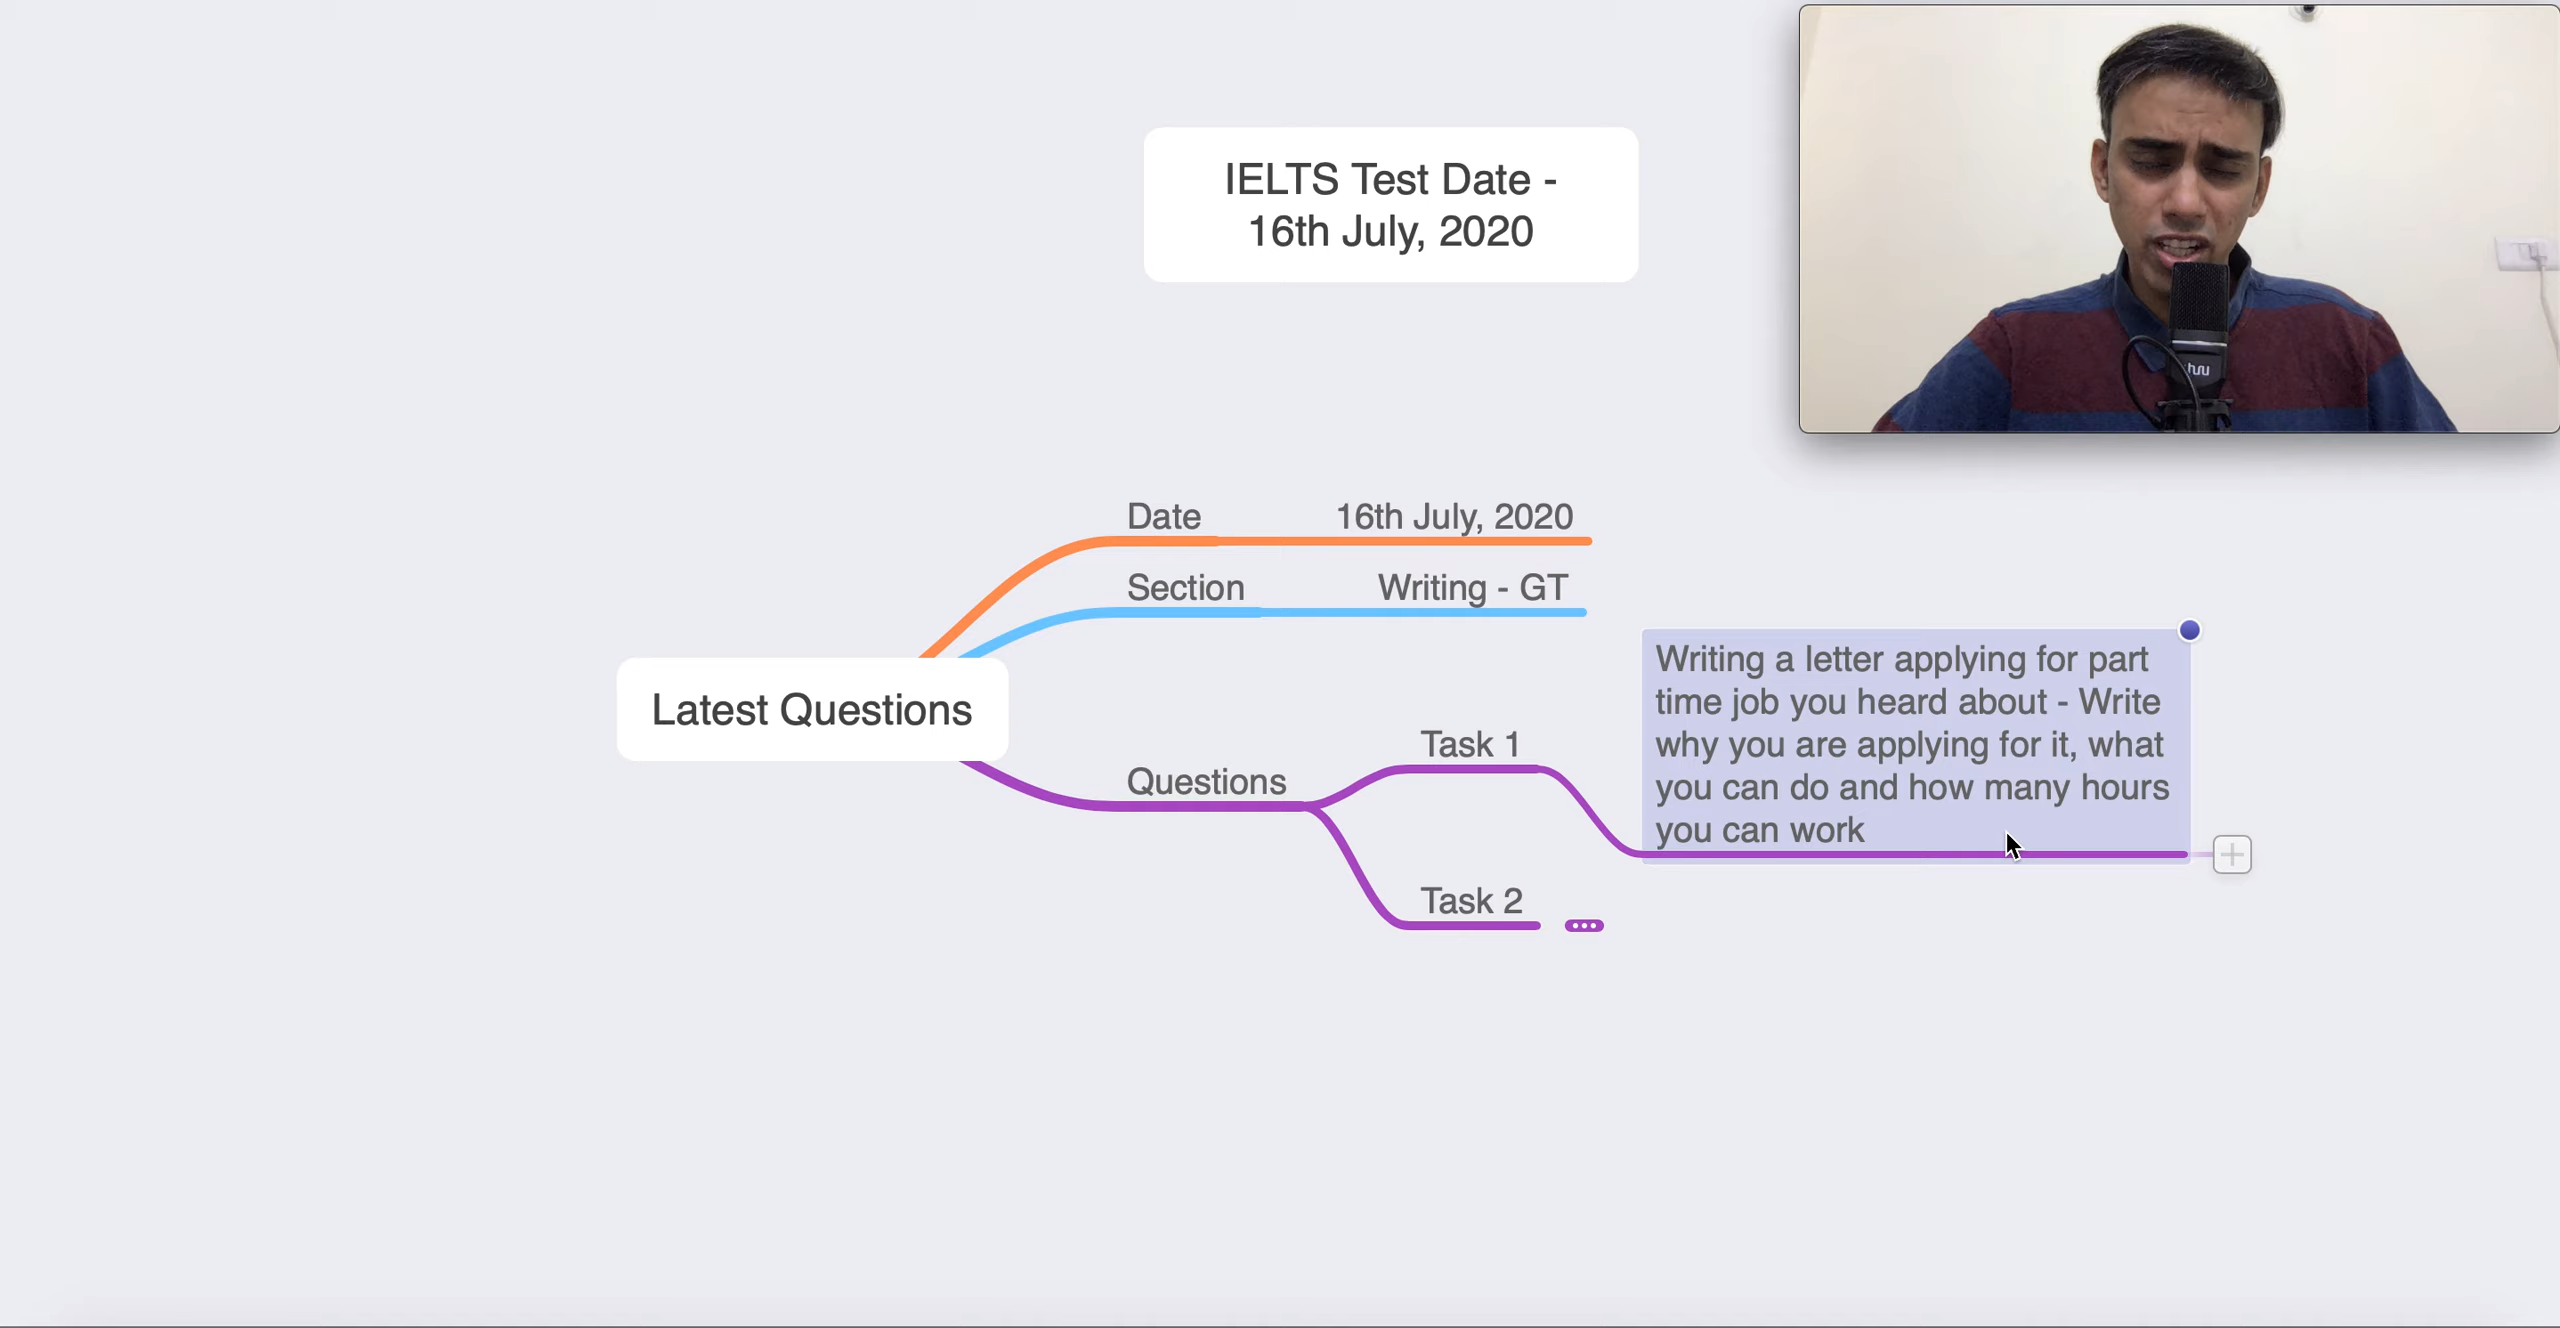 IELTS Test Date -
16th July, 2020
Date
16th July, 2020
Section
Writing - GT
Latest Questions
Questions
Task 1
Writing a letter applying for part
time job you heard about - Write
why you are applying for it, what
you can do and how many hours
you can work
Task 2